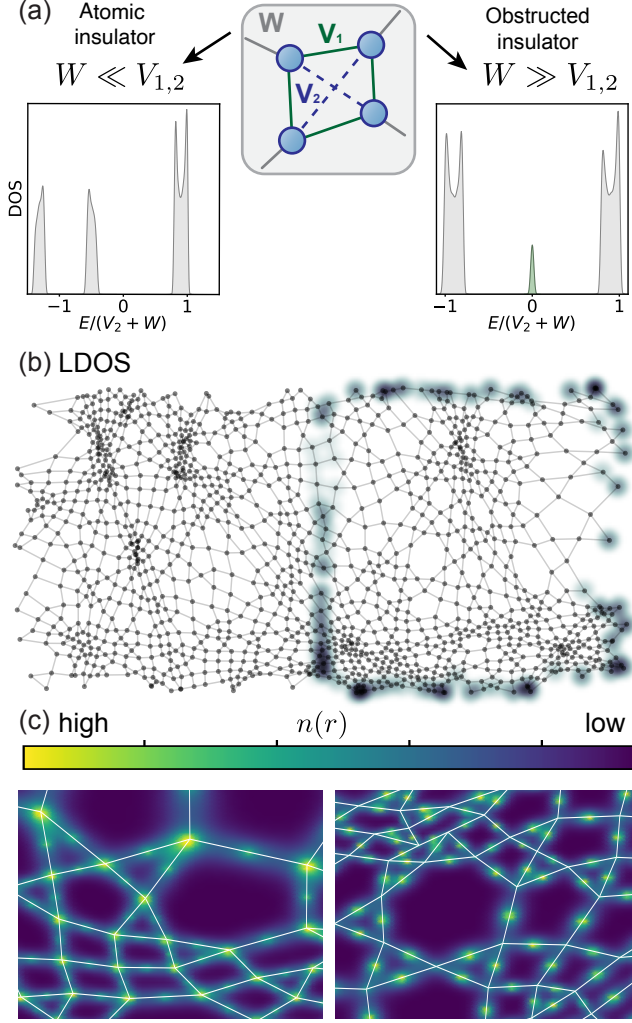 (a)
Atomic
insulator
W ≪ V₁,₂
W
V₁
V₂
Obstructed
insulator
W ≫ V₁,₂
DOS
−1 0 1
E/(V₂ + W)
−1 0 1
E/(V₂ + W)
(b) LDOS
(c) high n(r) low